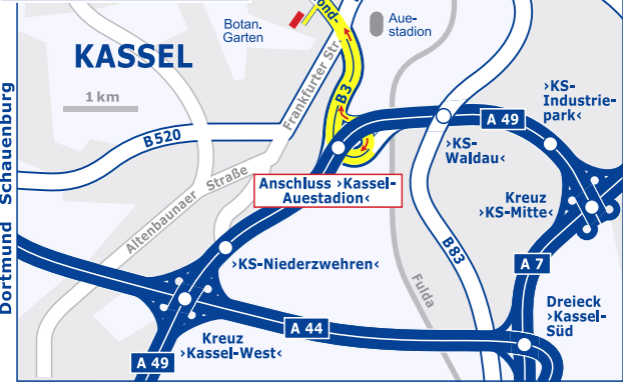 Botan.
Garten
ond-
Aue-
stadion
KASSEL
1 km
Frankfurter Str.
B3
›KS-
Industrie-
park‹
A 49
›KS-
Waldau‹
B520
Schauenburg
Dortmund
Altenbaunaer Straße
Anschluss ›Kassel-
Auestadion‹
Kreuz
›KS-Mitte‹
B83
›KS-Niederzwehren‹
A 7
Fulda
Dreieck
›Kassel-
Süd
A 44
Kreuz
›Kassel-West‹
A 49